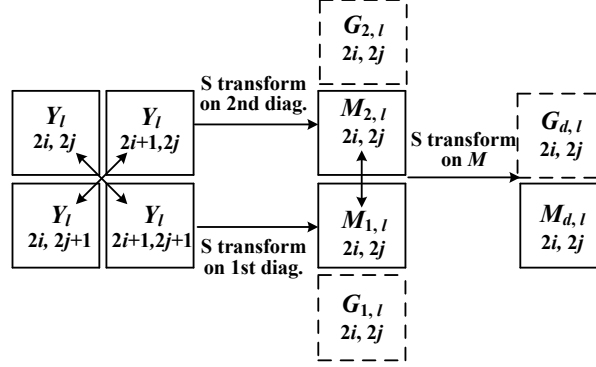 G2, l
2i, 2j
S transform
on 2nd diag.
Yl
2i, 2j
Yl
2i+1,2j
M2, l
2i, 2j
S transform
on M
Gd, l
2i, 2j
Yl
2i, 2j+1
Yl
2i+1,2j+1
S transform
on 1st diag.
M1, l
2i, 2j
Md, l
2i, 2j
G1, l
2i, 2j